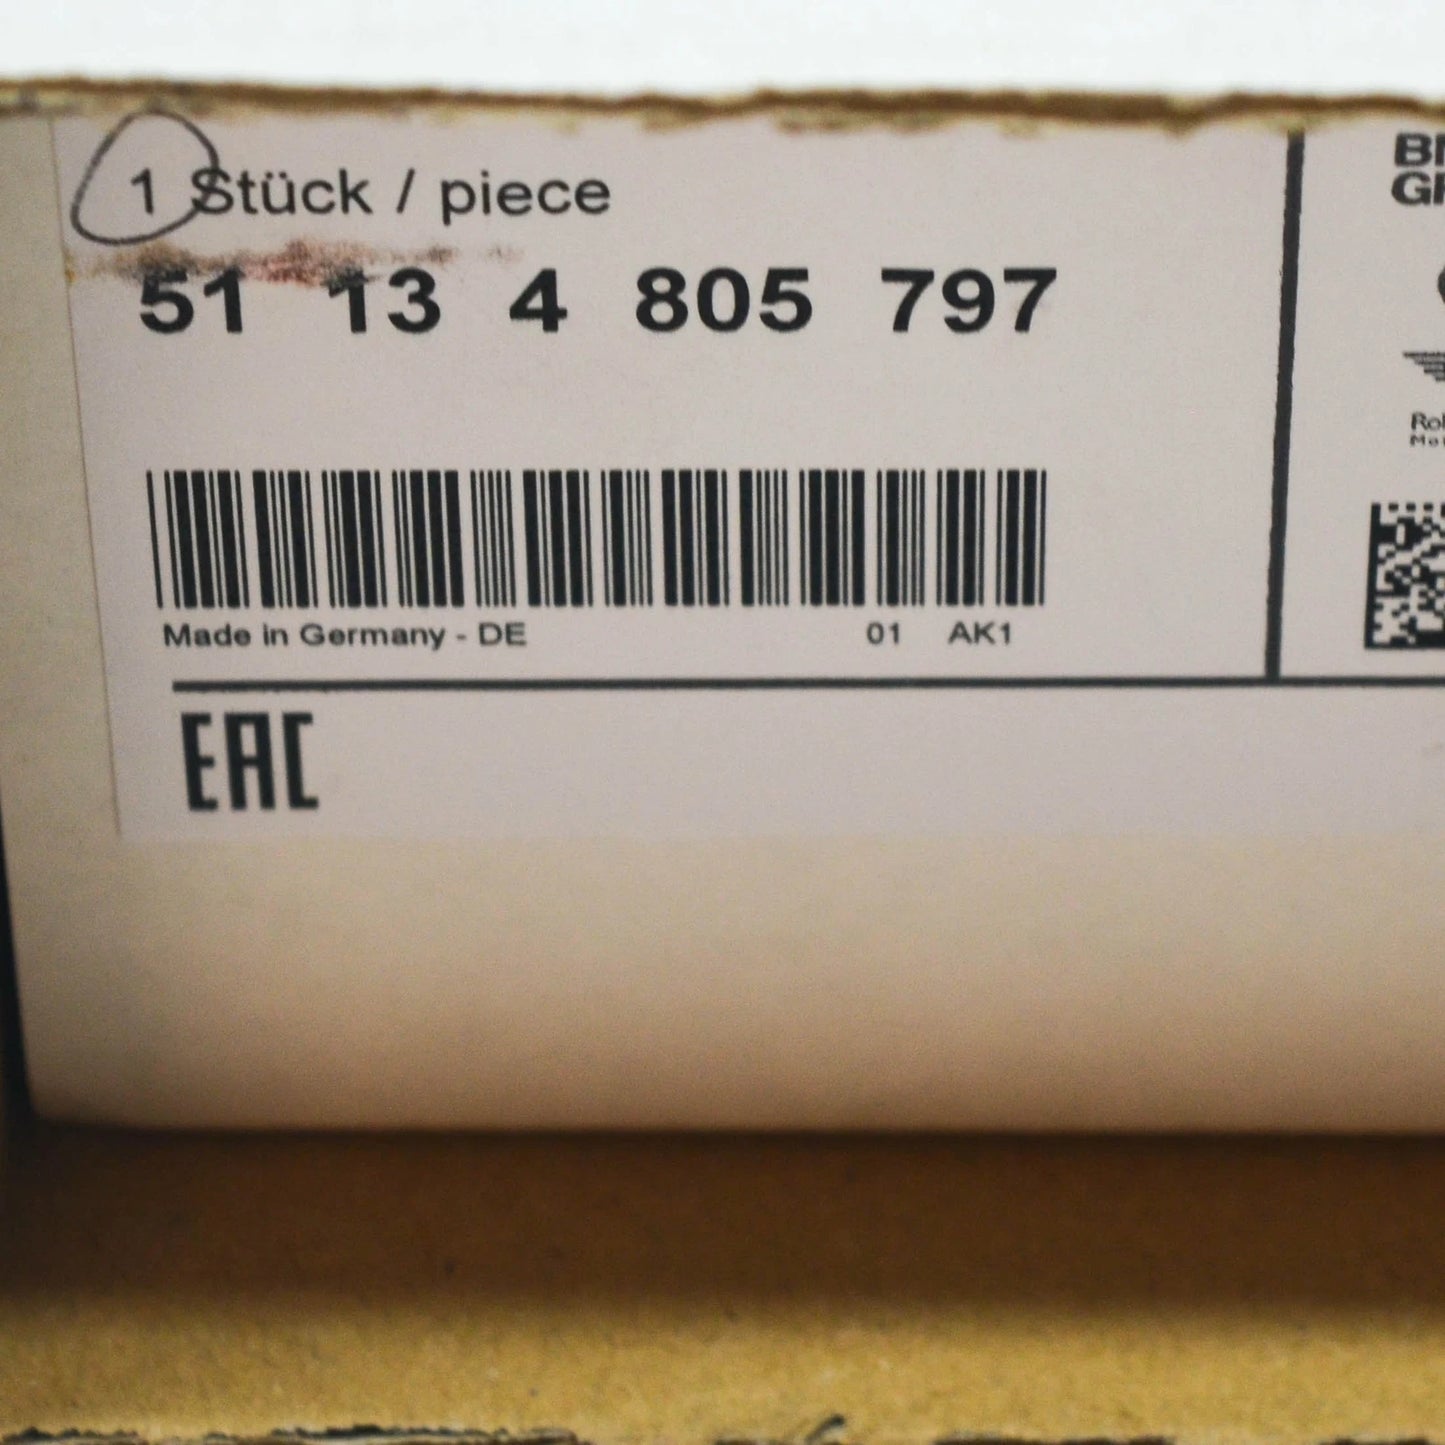 1 Stück / piece
51 13 4 805 797
Made in Germany - DE 01 AK1
EAC